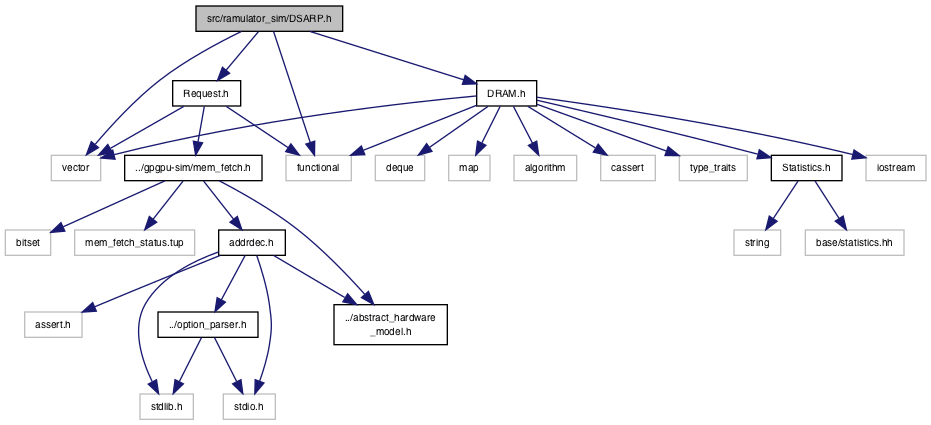 src/ramulator_sim/DSARP.h
Request.h
DRAM.h
vector
../gpgpu-sim/mem_fetch.h
functional
deque
map
algorithm
cassert
type_traits
Statistics.h
iostream
bitset
mem_fetch_status.tup
addrdec.h
string
base/statistics.hh
assert.h
../option_parser.h
../abstract_hardware
_model.h
stdlib.h
stdio.h